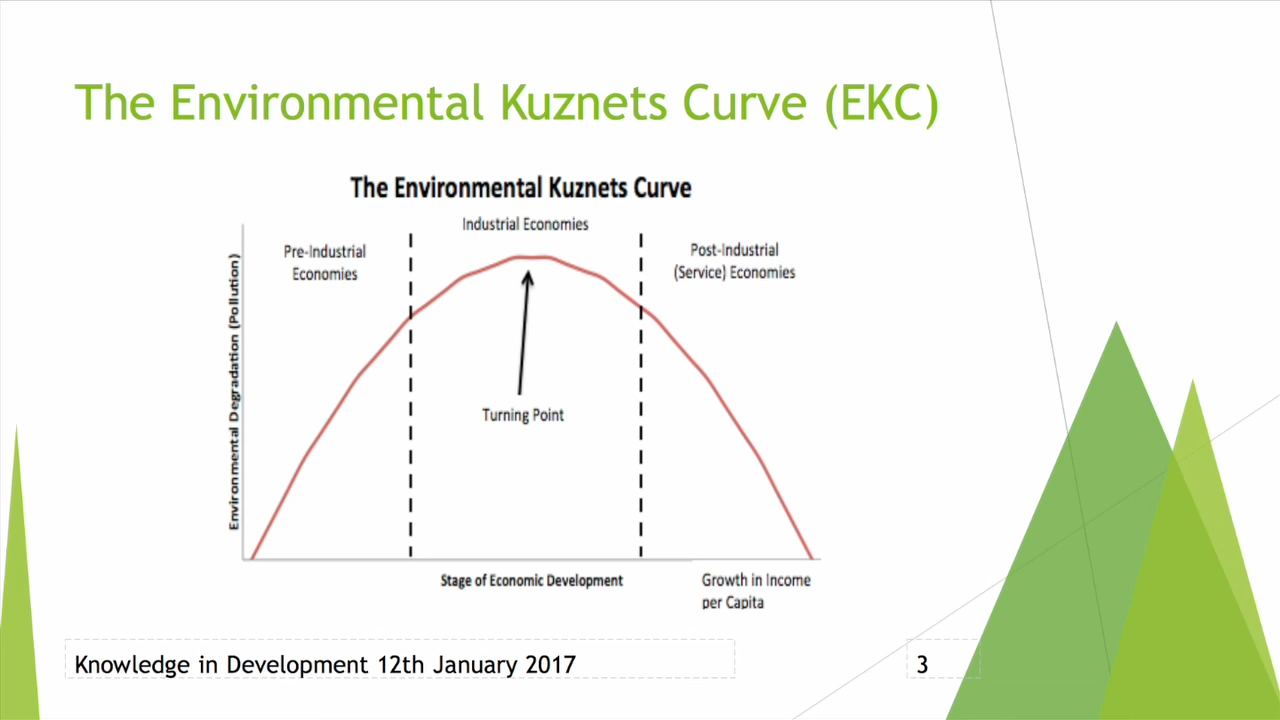 The Environmental Kuznets Curve (EKC)
The Environmental Kuznets Curve
Industrial Economies
Pre-Industrial
Economies
Post-Industrial
(Service) Economies
Environmental Degradation (Pollution)
Turning Point
Stage of Economic Development
Growth in Income
per Capita
Knowledge in Development 12th January 2017
3